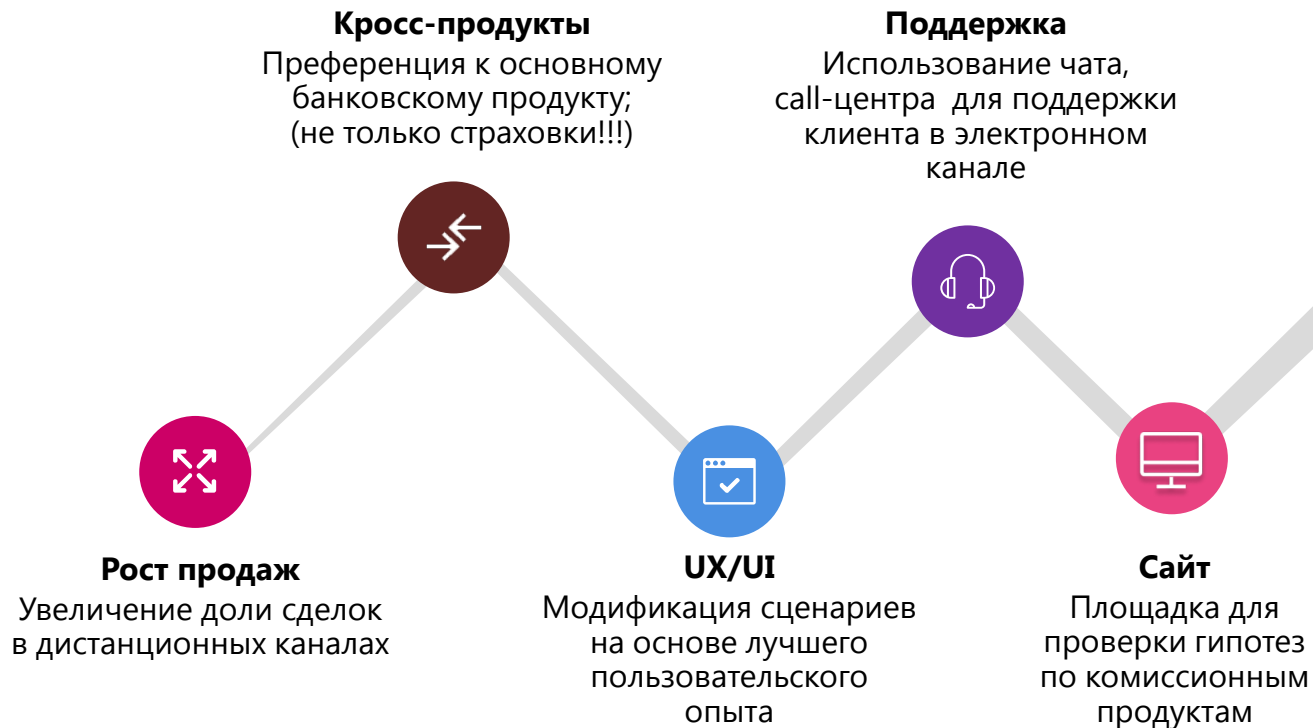 Кросс-продукты
Преференция к основному
банковскому продукту;
(не только страховки!!!)
Поддержка
Использование чата,
call-центра для поддержки
клиента в электронном
канале
Рост продаж
Увеличение доли сделок
в дистанционных каналах
UX/UI
Модификация сценариев
на основе лучшего
пользовательского
опыта
Сайт
Площадка для
проверки гипотез
по комиссионным
продуктам